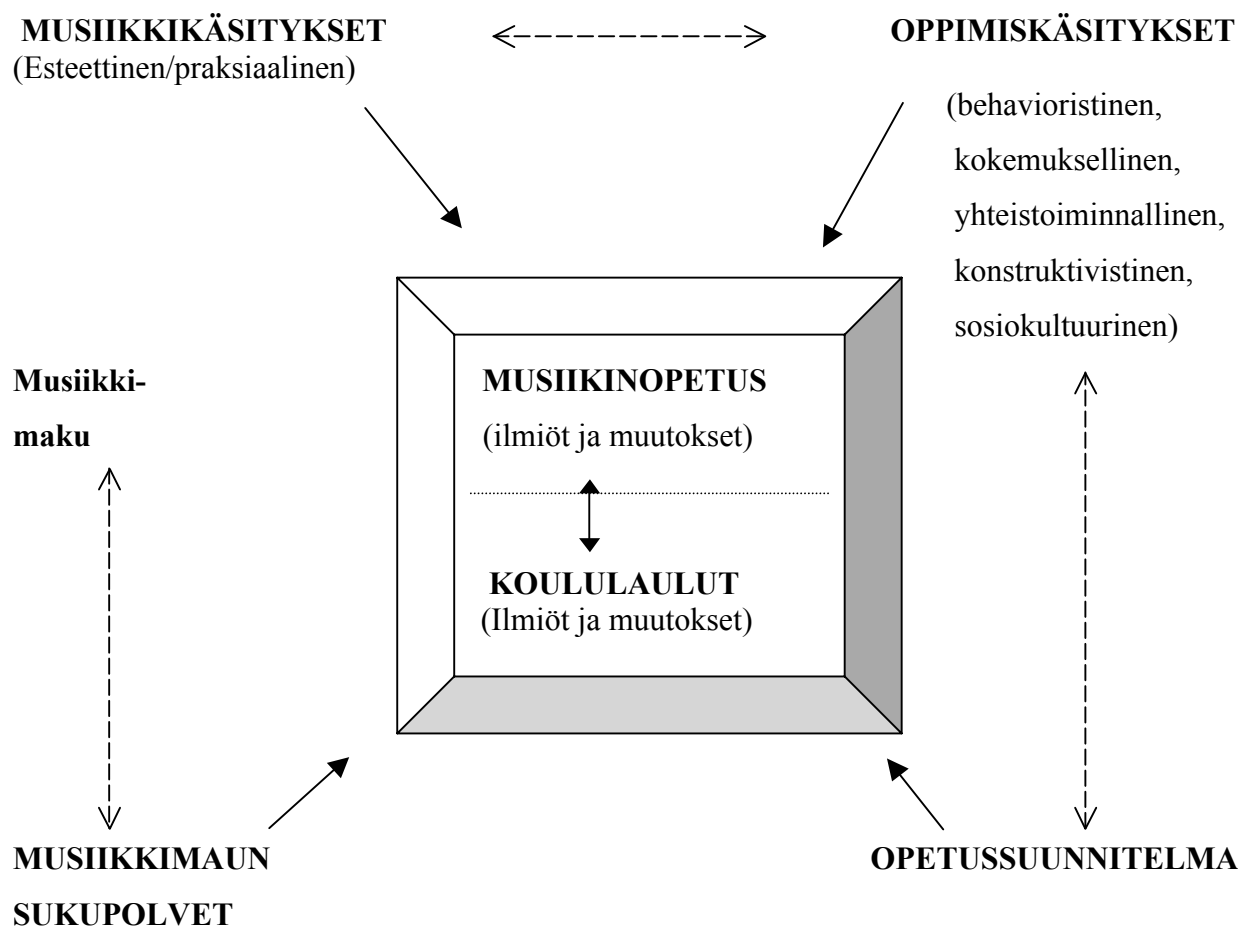 MUSIIKKIKÄSITYKSET
(Esteettinen/praksiaalinen)
OPPIMISKÄSITYKSET
(behavioristinen,
kokemuksellinen,
yhteistoiminnallinen,
konstruktivistinen,
sosiokultuurinen)
Musiikki-
maku
MUSIIKINOPETUS
(ilmiöt ja muutokset)
KOULULAULUT
(Ilmiöt ja muutokset)
MUSIIKKIMAUN
SUKUPOLVET
OPETUSSUUNNITELMA